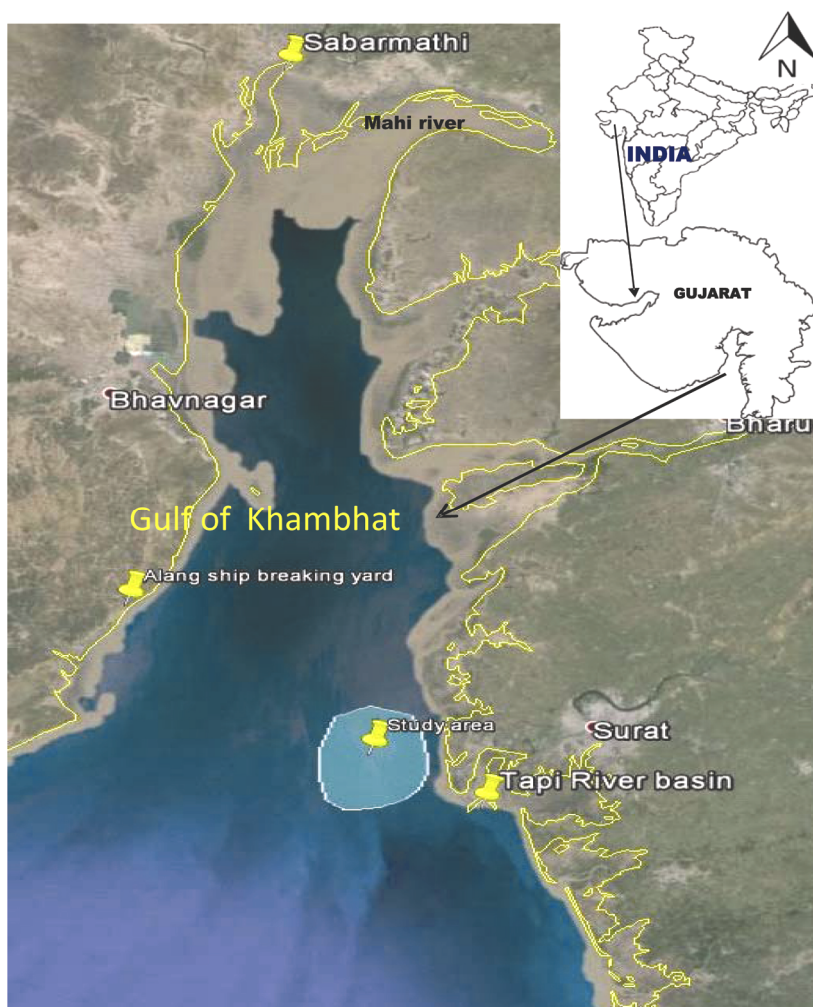 Sabarmathi
N
Mahi river
INDIA
GUJARAT
Bhavnagar
Bharu
Gulf of Khambhat
Alang ship breaking yard
Study area
Surat
Tapi River basin